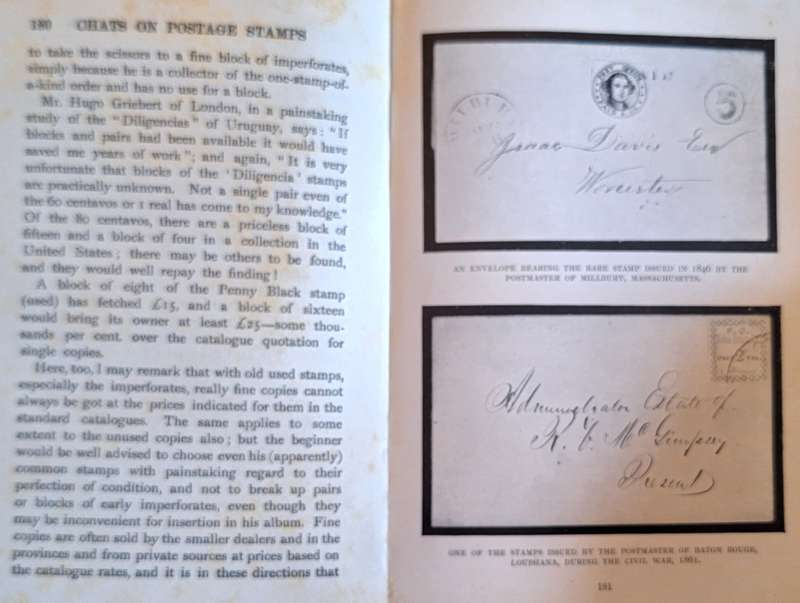 180 CHATS ON POSTAGE STAMPS
to take the scissors to a fine block of imperforates,
simply because he is a collector of the one-stamp-of-
a-kind order and has no use for a block.
Mr. Hugo Griebert of London, in a painstaking
study of the "Diligencias" of Uruguay, says: "If
blocks and pairs had been available it would have
saved me years of work"; and again, "It is very
unfortunate that blocks of the 'Diligencia' stamps
are practically unknown. Not a single pair even of
the 60 centavos or 1 real has come to my knowledge."
Of the 80 centavos, there are a priceless block of
fifteen and a block of four in a collection in the
United States; there may be others to be found,
and they would well repay the finding!
A block of eight of the Penny Black stamp
(used) has fetched £15, and a block of sixteen
would bring its owner at least £25—some thou-
sands per cent. over the catalogue quotation for
single copies.
Here, too, I may remark that with old used stamps,
especially the imperforates, really fine copies cannot
always be got at the prices indicated for them in the
standard catalogues. The same applies to some
extent to the unused copies also; but the beginner
would be well advised to choose even his (apparently)
common stamps with painstaking regard to their
perfection of condition, and not to break up pairs
or blocks of early imperforates, even though they
may be inconvenient for insertion in his album. Fine
copies are often sold by the smaller dealers and in the
provinces and from private sources at prices based on
the catalogue rates, and it is in these directions that
5
Isaac Davis Esq
Worcester
AN ENVELOPE BEARING THE RARE STAMP ISSUED IN 1846 BY THE
POSTMASTER OF MILLBURY, MASSACHUSETTS.
P. O.
Administrator Estate of
R. C. McGimpsey
Present
ONE OF THE STAMPS ISSUED BY THE POSTMASTER OF BATON ROUGE,
LOUISIANA, DURING THE CIVIL WAR, 1861.
181